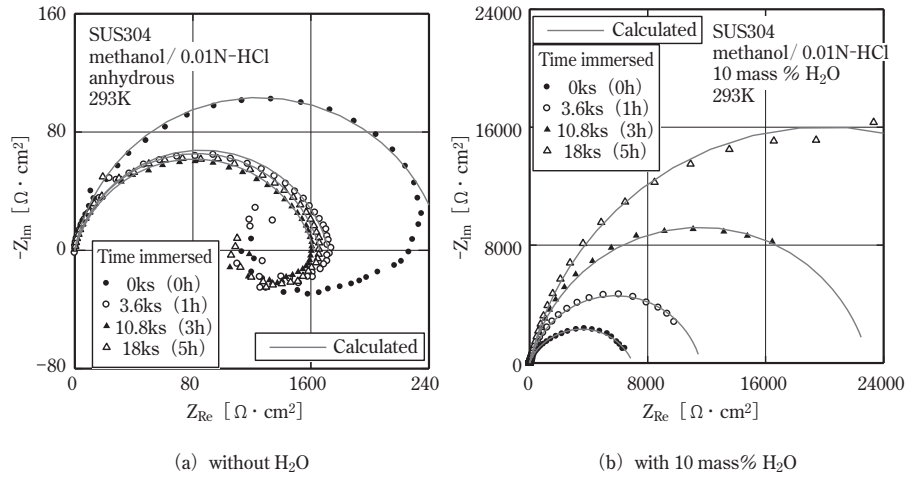 160
80
0
−80
−Z_Im [Ω・cm²]
SUS304
methanol/ 0.01N-HCl
anhydrous
293K
Time immersed
0ks (0h)
3.6ks (1h)
10.8ks (3h)
18ks (5h)
Calculated
0 80 1600 240
Z_Re [Ω・cm²]
(a) without H₂O
24000
16000
8000
0
−Z_Im [Ω・cm²]
Calculated
Time immersed
0ks (0h)
3.6ks (1h)
10.8ks (3h)
18ks (5h)
SUS304
methanol/ 0.01N-HCl
10 mass % H₂O
293K
0 8000 16000 24000
Z_Re [Ω・cm²]
(b) with 10 mass% H₂O